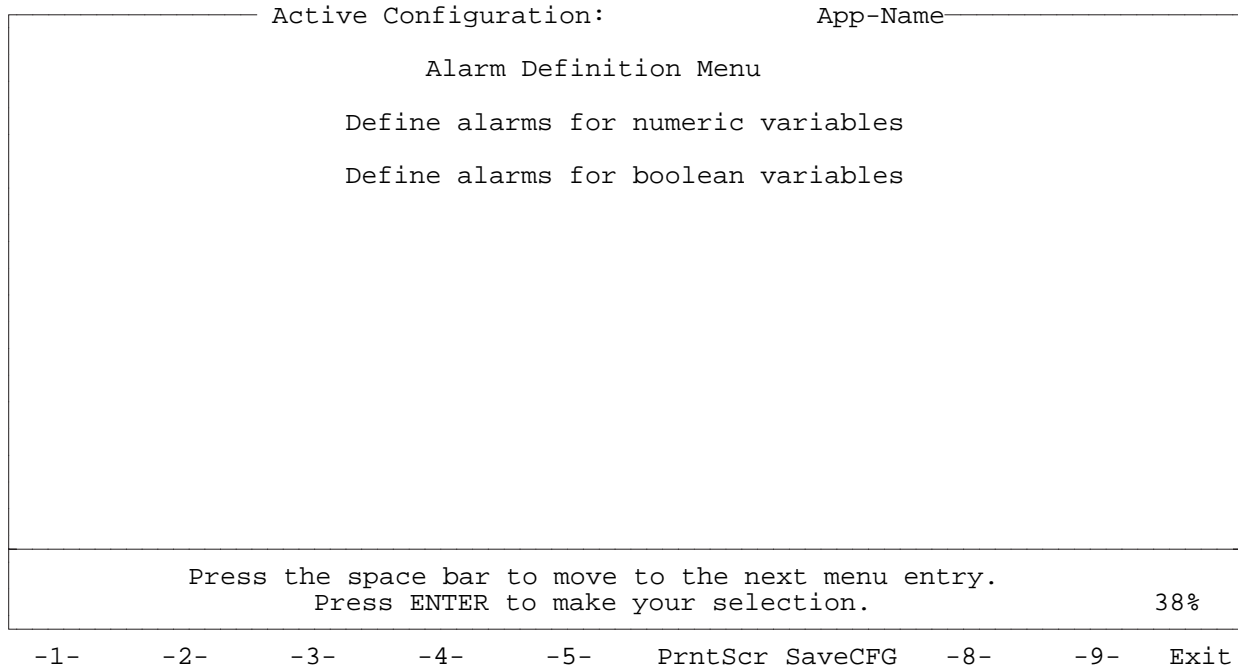 Active Configuration: App-Name
Alarm Definition Menu
Define alarms for numeric variables
Define alarms for boolean variables
Press the space bar to move to the next menu entry.
Press ENTER to make your selection. 38%
-1- -2- -3- -4- -5- PrntScr SaveCFG -8- -9- Exit